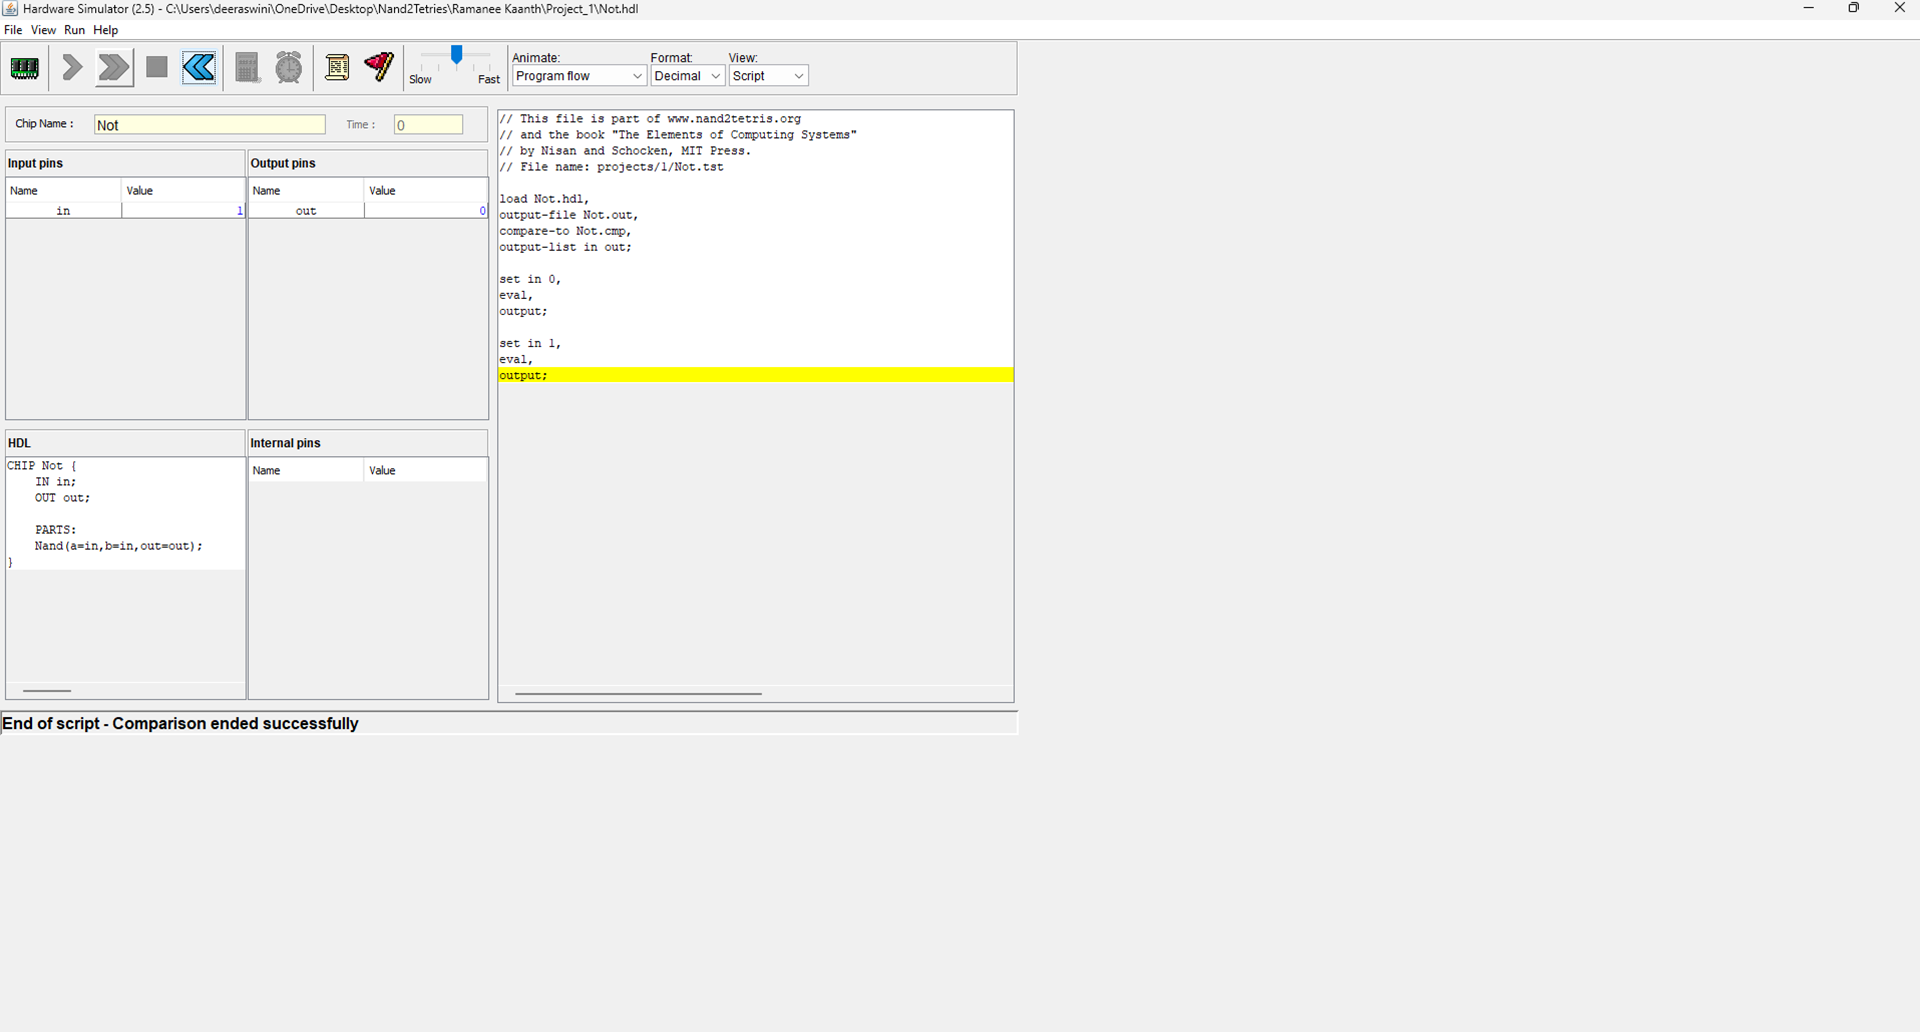 Hardware Simulator (2.5) - C:\Users\deeraswini\OneDrive\Desktop\Nand2Tetries\Ramanee Kaanth\Project_1\Not.hdl
File View Run Help
Slow Fast
Animate: Format: View:
Program flow Decimal Script
Chip Name : Not Time : 0
Input pins Output pins
Name Value Name Value
in 1 out 0
HDL Internal pins
Name Value
CHIP Not {
    IN in;
    OUT out;
    PARTS:
    Nand(a=in,b=in,out=out);
}
// This file is part of www.nand2tetris.org
// and the book "The Elements of Computing Systems"
// by Nisan and Schocken, MIT Press.
// File name: projects/1/Not.tst
load Not.hdl,
output-file Not.out,
compare-to Not.cmp,
output-list in out;
set in 0,
eval,
output;
set in 1,
eval,
output;
End of script - Comparison ended successfully